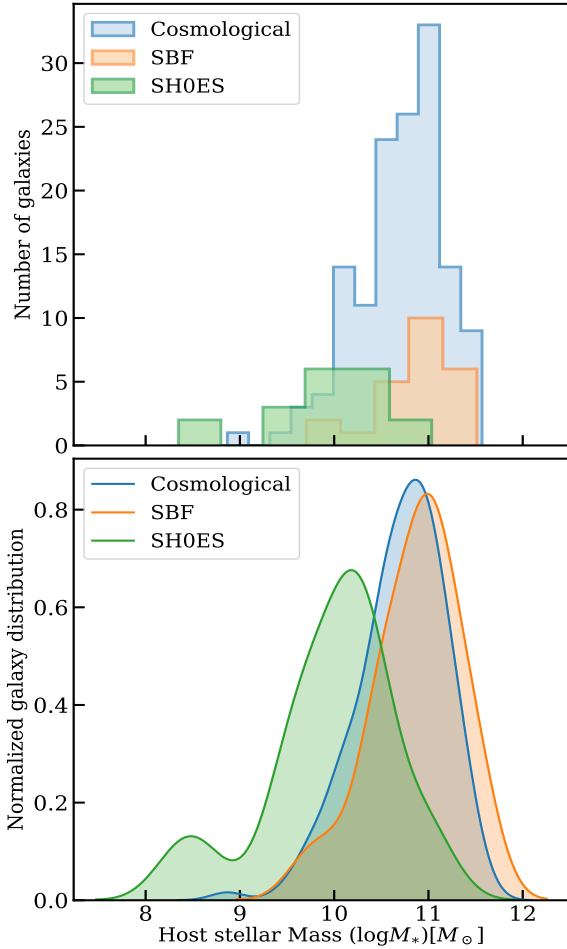 Cosmological
SBF
SH0ES
Number of galaxies
30
25
20
15
10
5
0
Cosmological
SBF
SH0ES
Normalized galaxy distribution
0.8
0.6
0.4
0.2
0.0
8 9 10 11 12
Host stellar Mass (logM*)[M⊙]